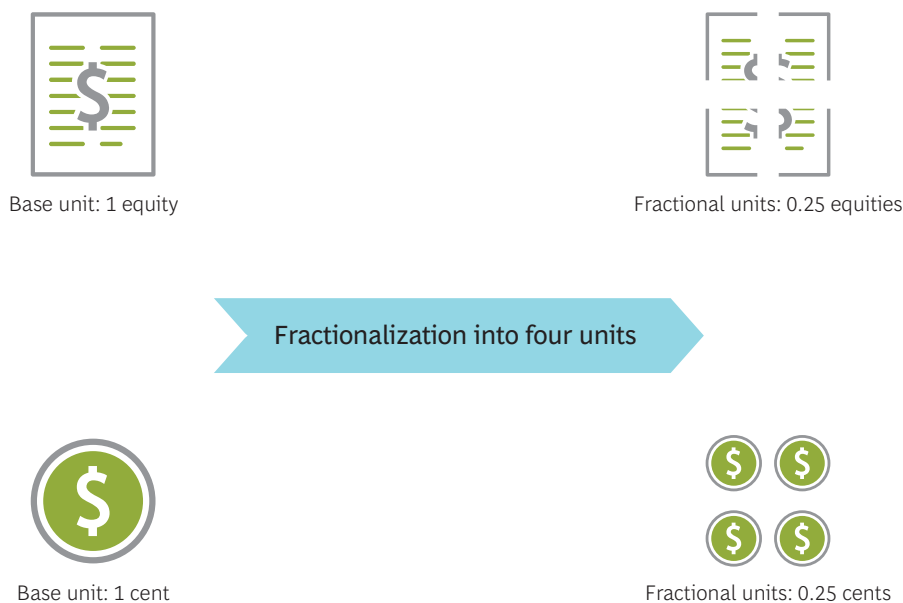 $
$ $ $ $
Base unit: 1 equity
Fractional units: 0.25 equities
Fractionalization into four units
$
$ $
$ $
Base unit: 1 cent
Fractional units: 0.25 cents